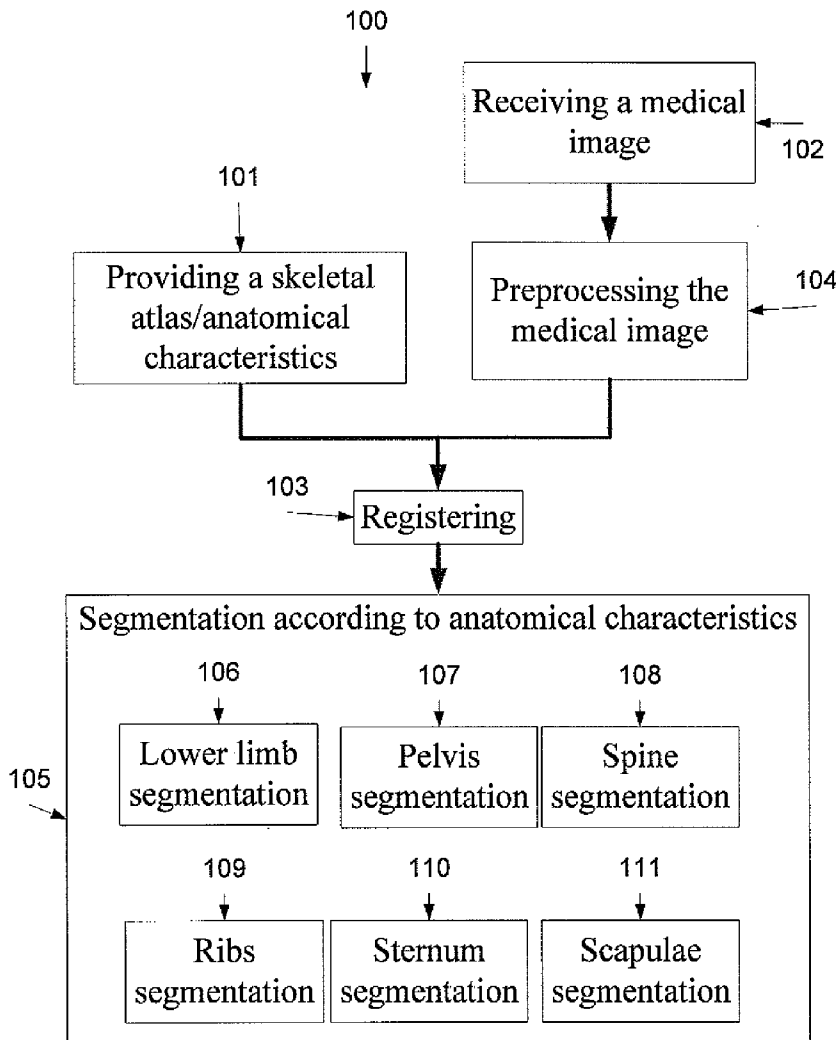 100
Receiving a medical
image
102
101
Providing a skeletal
atlas/anatomical
characteristics
Preprocessing the
medical image
104
103
Registering
Segmentation according to anatomical characteristics
105
106
107
108
Lower limb
segmentation
Pelvis
segmentation
Spine
segmentation
109
110
111
Ribs
segmentation
Sternum
segmentation
Scapulae
segmentation